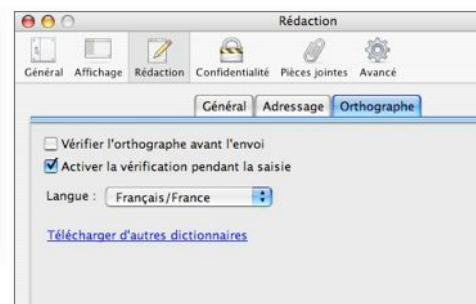 Rédaction
Général Affichage Rédaction Confidentialité Pièces jointes Avancé
Général Adressage Orthographe
Vérifier l'orthographe avant l'envoi
Activer la vérification pendant la saisie
Langue : Français/France
Télécharger d'autres dictionnaires